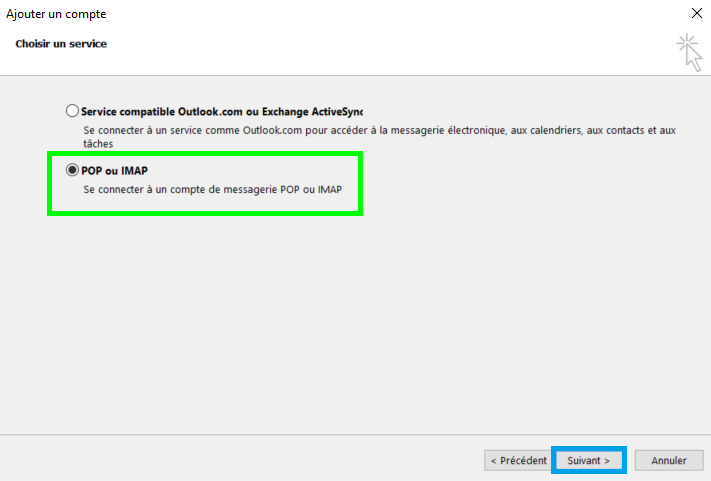 Ajouter un compte
Choisir un service
Service compatible Outlook.com ou Exchange ActiveSync
Se connecter à un service comme Outlook.com pour accéder à la messagerie électronique, aux calendriers, aux contacts et aux
tâches
POP ou IMAP
Se connecter à un compte de messagerie POP ou IMAP
< Précédent
Suivant >
Annuler